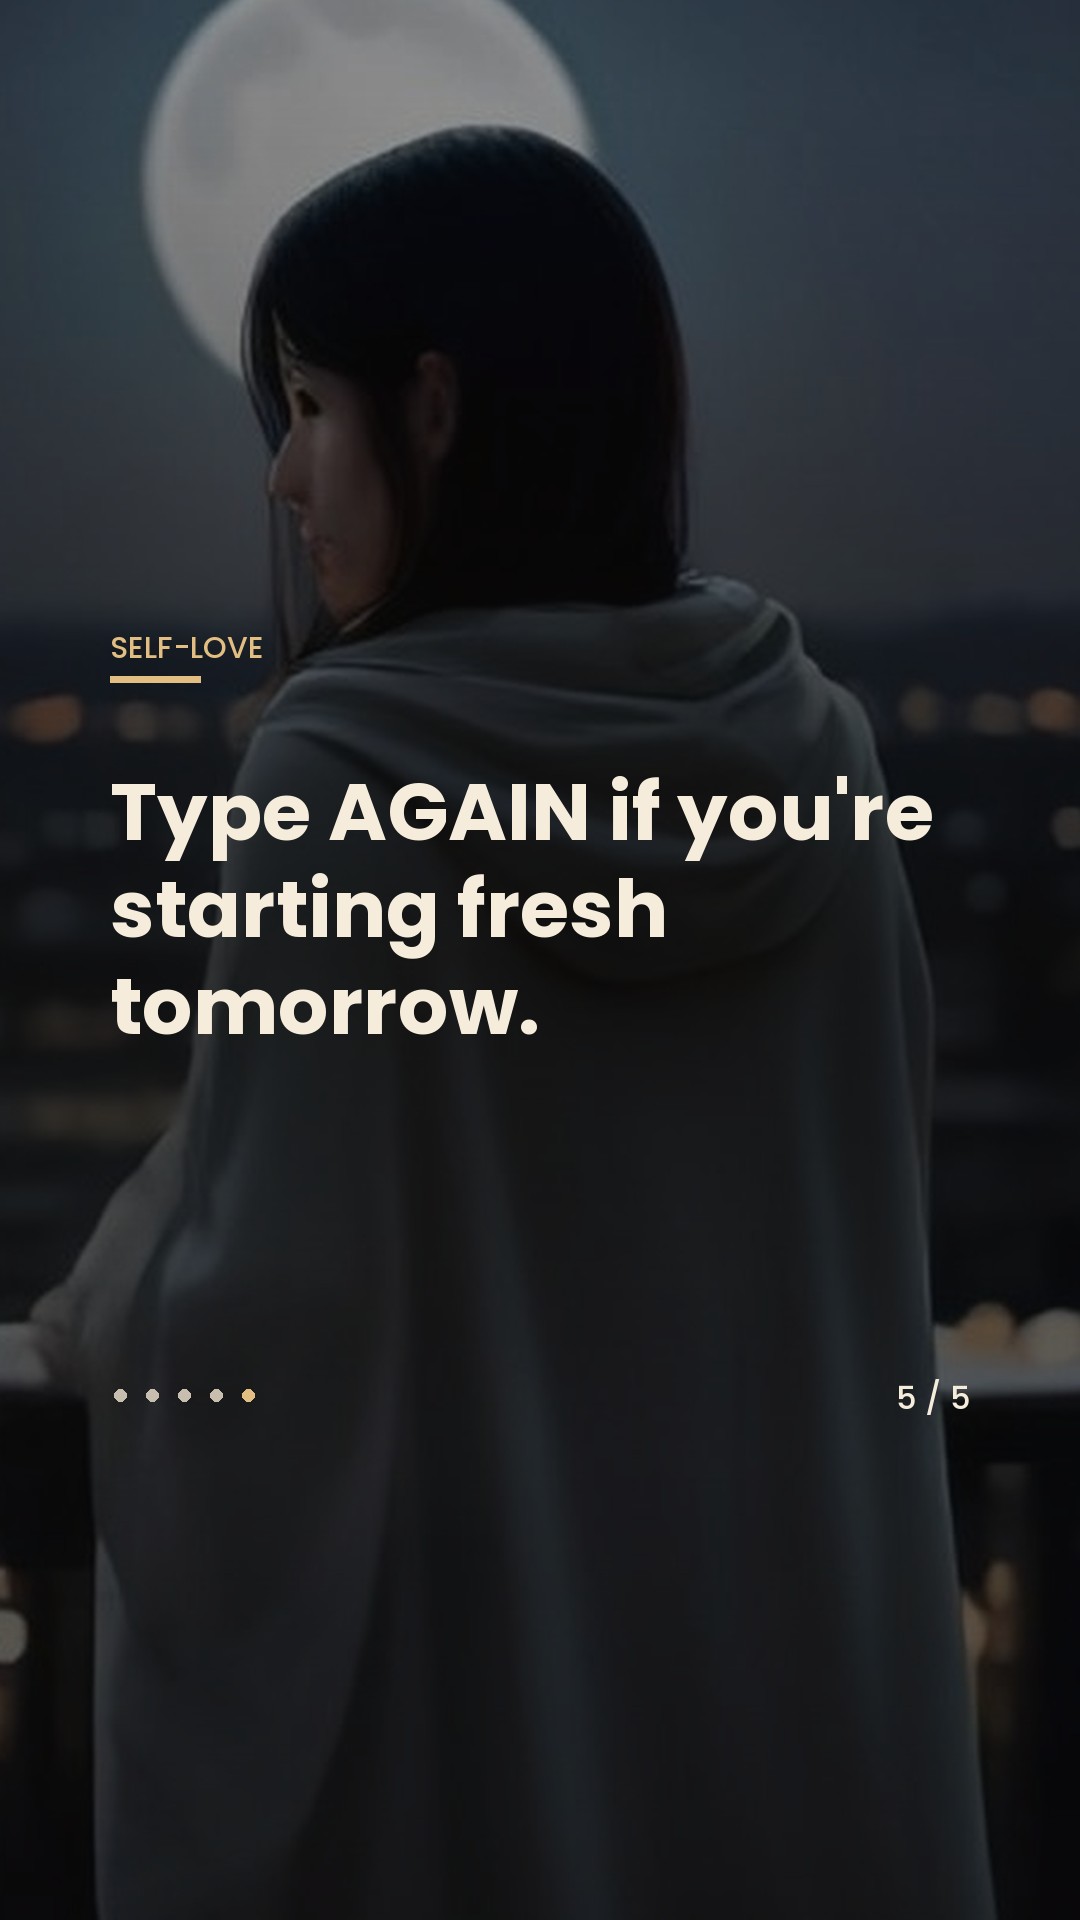 SELF-LOVE
Type AGAIN if you're
starting fresh
tomorrow.
5 / 5